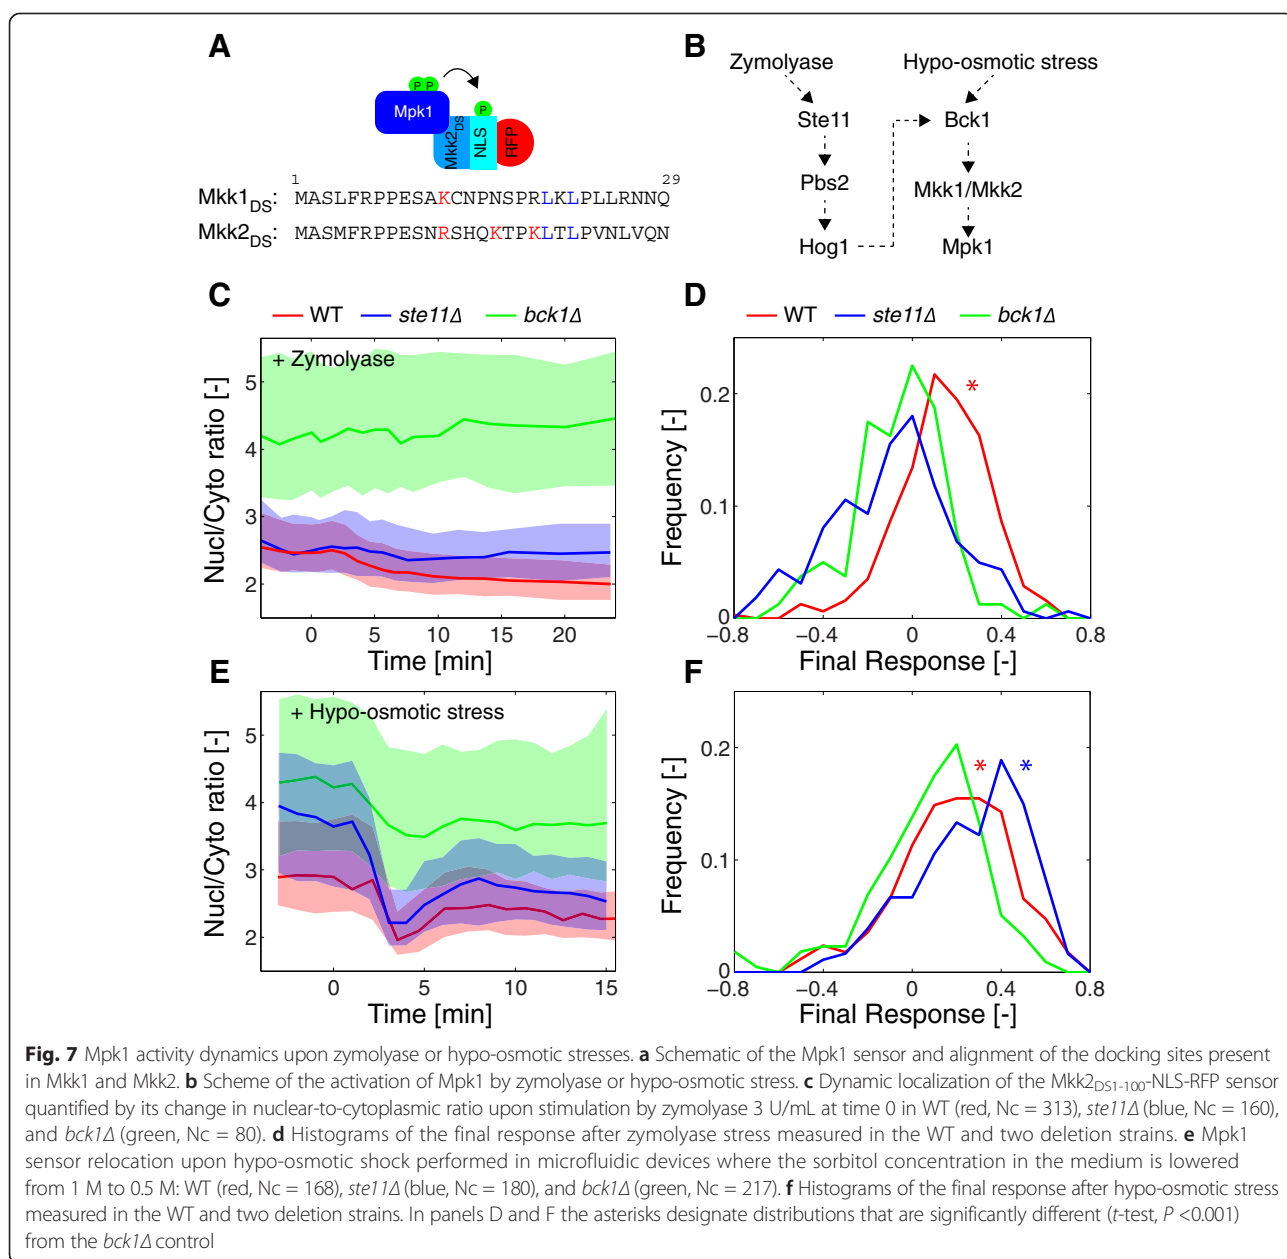 A
P P
P
Mpk1
Mkk2DS
NLS
RFP
1 29
Mkk1DS: MASLFRPPESAKCNPNSPRLKLPLLRNNQ
Mkk2DS: MASMFRPPESNRSHQKTPKLTLPVNLVQN
B
Zymolyase Hypo-osmotic stress
Ste11 Bck1
Pbs2 Mkk1/Mkk2
Hog1 Mpk1
C
WT ste11Δ bck1Δ
+ Zymolyase
Nucl/Cyto ratio [-]
5
4
3
2
0 5 10 15 20
Time [min]
D
WT ste11Δ bck1Δ
*
Frequency [-]
0.2
0.1
0
−0.8 −0.4 0 0.4 0.8
Final Response [-]
E
+ Hypo-osmotic stress
Nucl/Cyto ratio [-]
5
4
3
2
0 5 10 15
Time [min]
F
* *
Frequency [-]
0.2
0.1
0
−0.8 −0.4 0 0.4 0.8
Final Response [-]
Fig. 7 Mpk1 activity dynamics upon zymolyase or hypo-osmotic stresses. a Schematic of the Mpk1 sensor and alignment of the docking sites present
in Mkk1 and Mkk2. b Scheme of the activation of Mpk1 by zymolyase or hypo-osmotic stress. c Dynamic localization of the Mkk2DS1-100-NLS-RFP sensor
quantified by its change in nuclear-to-cytoplasmic ratio upon stimulation by zymolyase 3 U/mL at time 0 in WT (red, Nc = 313), ste11Δ (blue, Nc = 160),
and bck1Δ (green, Nc = 80). d Histograms of the final response after zymolyase stress measured in the WT and two deletion strains. e Mpk1
sensor relocation upon hypo-osmotic shock performed in microfluidic devices where the sorbitol concentration in the medium is lowered
from 1 M to 0.5 M: WT (red, Nc = 168), ste11Δ (blue, Nc = 180), and bck1Δ (green, Nc = 217). f Histograms of the final response after hypo-osmotic stress
measured in the WT and two deletion strains. In panels D and F the asterisks designate distributions that are significantly different (t-test, P <0.001)
from the bck1Δ control